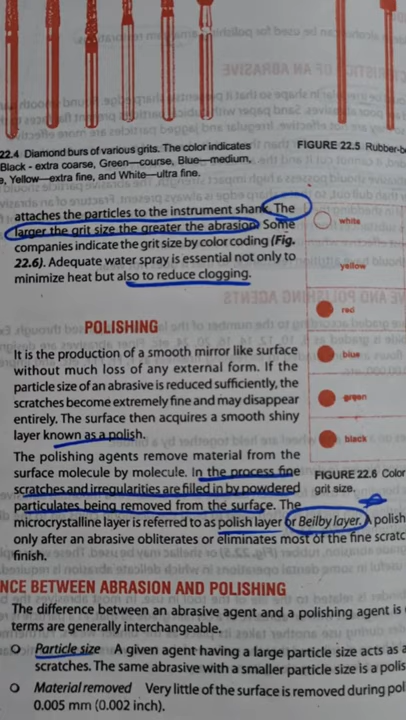 22.4 Diamond burs of various grits. The color indicates
Black - extra coarse, Green—course, Blue—medium,
e, Yellow—extra fine, and White—ultra fine.
FIGURE 22.5 Rubber-b
attaches the particles to the instrument shank. The
larger the grit size the greater the abrasion. Some
companies indicate the grit size by color coding (Fig.
22.6). Adequate water spray is essential not only to
minimize heat but also to reduce clogging.
white
yellow
red
blue
green
black
FIGURE 22.6 Color
grit size.
POLISHING
It is the production of a smooth mirror like surface
without much loss of any external form. If the
particle size of an abrasive is reduced sufficiently, the
scratches become extremely fine and may disappear
entirely. The surface then acquires a smooth shiny
layer known as a polish.
The polishing agents remove material from the
surface molecule by molecule. In the process fine
scratches and irregularities are filled in by powdered
particulates being removed from the surface. The
microcrystalline layer is referred to as polish layer or Beilby layer. A polish
only after an abrasive obliterates or eliminates most of the fine scratc
finish.
NCE BETWEEN ABRASION AND POLISHING
The difference between an abrasive agent and a polishing agent is
terms are generally interchangeable.
Particle size A given agent having a large particle size acts as a
scratches. The same abrasive with a smaller particle size is a polis
Material removed Very little of the surface is removed during pol
0.005 mm (0.002 inch).